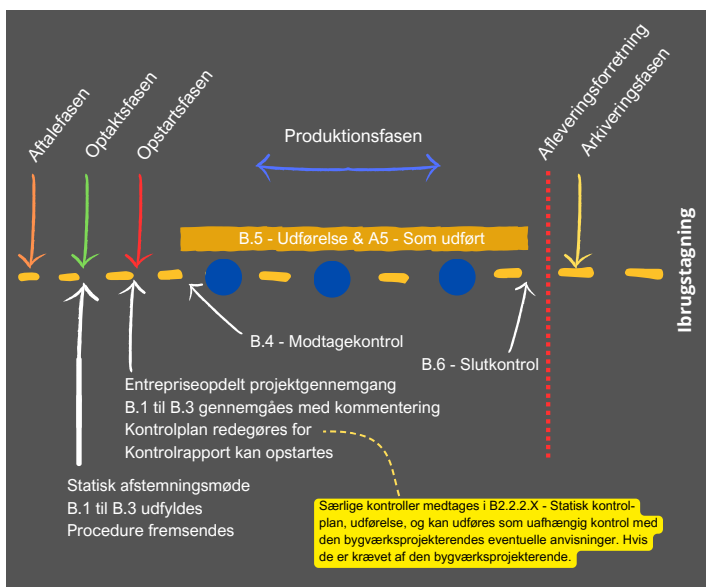 Aftalefasen
Optaktsfasen
Opstartsfasen
Produktionsfasen
Afleveringsforretning
Arkiveringsfasen
B.5 - Udførelse & A5 - Som udført
Ibrugstagning
B.4 - Modtagekontrol
B.6 - Slutkontrol
Entrepriseopdelt projektgennemgang
B.1 til B.3 gennemgåes med kommentering
Kontrolplan redegøres for
Kontrolrapport kan opstartes
Statisk afstemningsmøde
B.1 til B.3 udfyldes
Procedure fremsendes
Særlige kontroller medtages i B2.2.2.X - Statisk kontrol-
plan, udførelse, og kan udføres som uafhængig kontrol med
den bygværksprojekterendes eventuelle anvisninger. Hvis
de er krævet af den bygværksprojekterende.